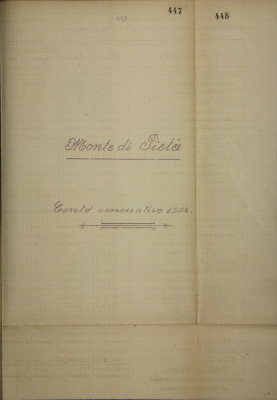 447
448
Monte di Pietà
Conto consuntivo 1902.